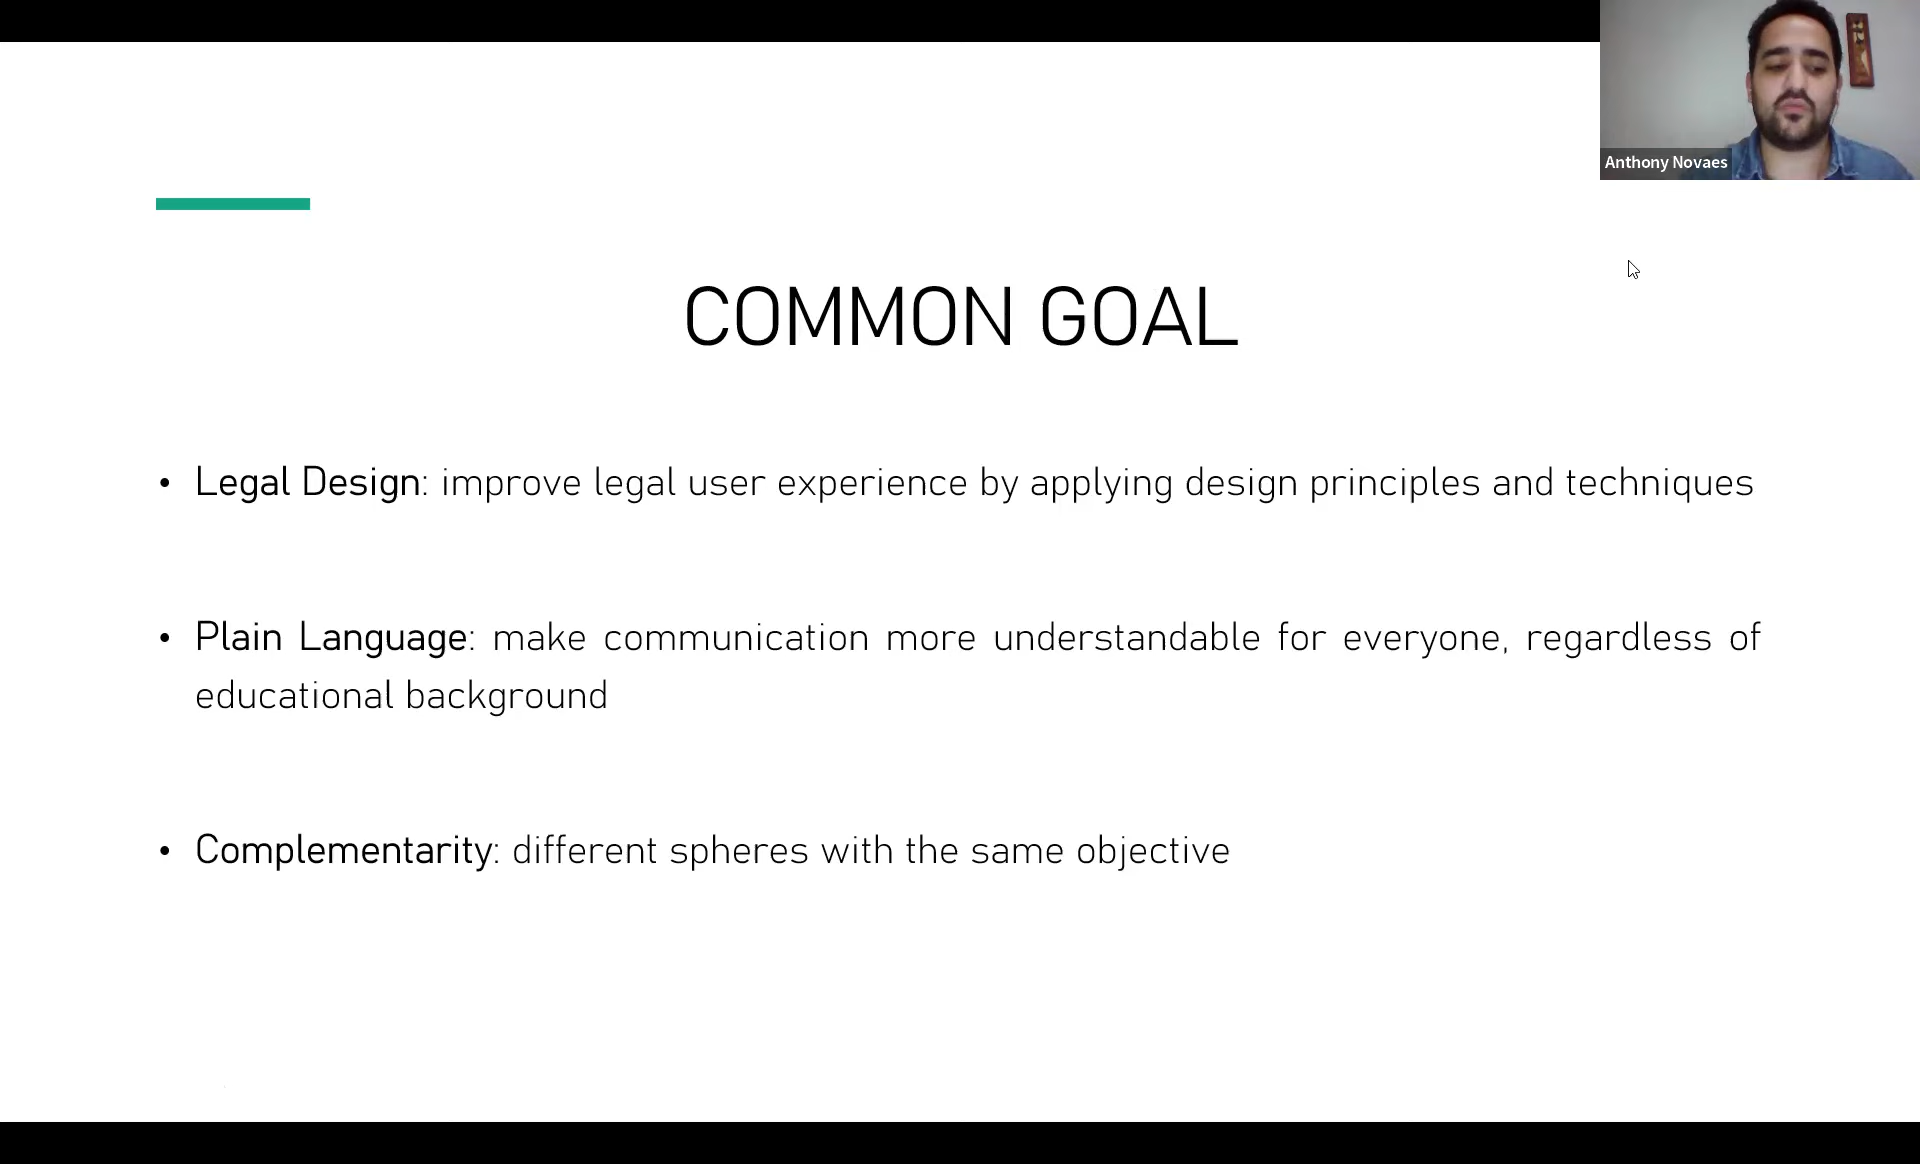 Anthony Novaes
COMMON GOAL
• Legal Design: improve legal user experience by applying design principles and techniques
• Plain Language: make communication more understandable for everyone, regardless of
educational background
• Complementarity: different spheres with the same objective